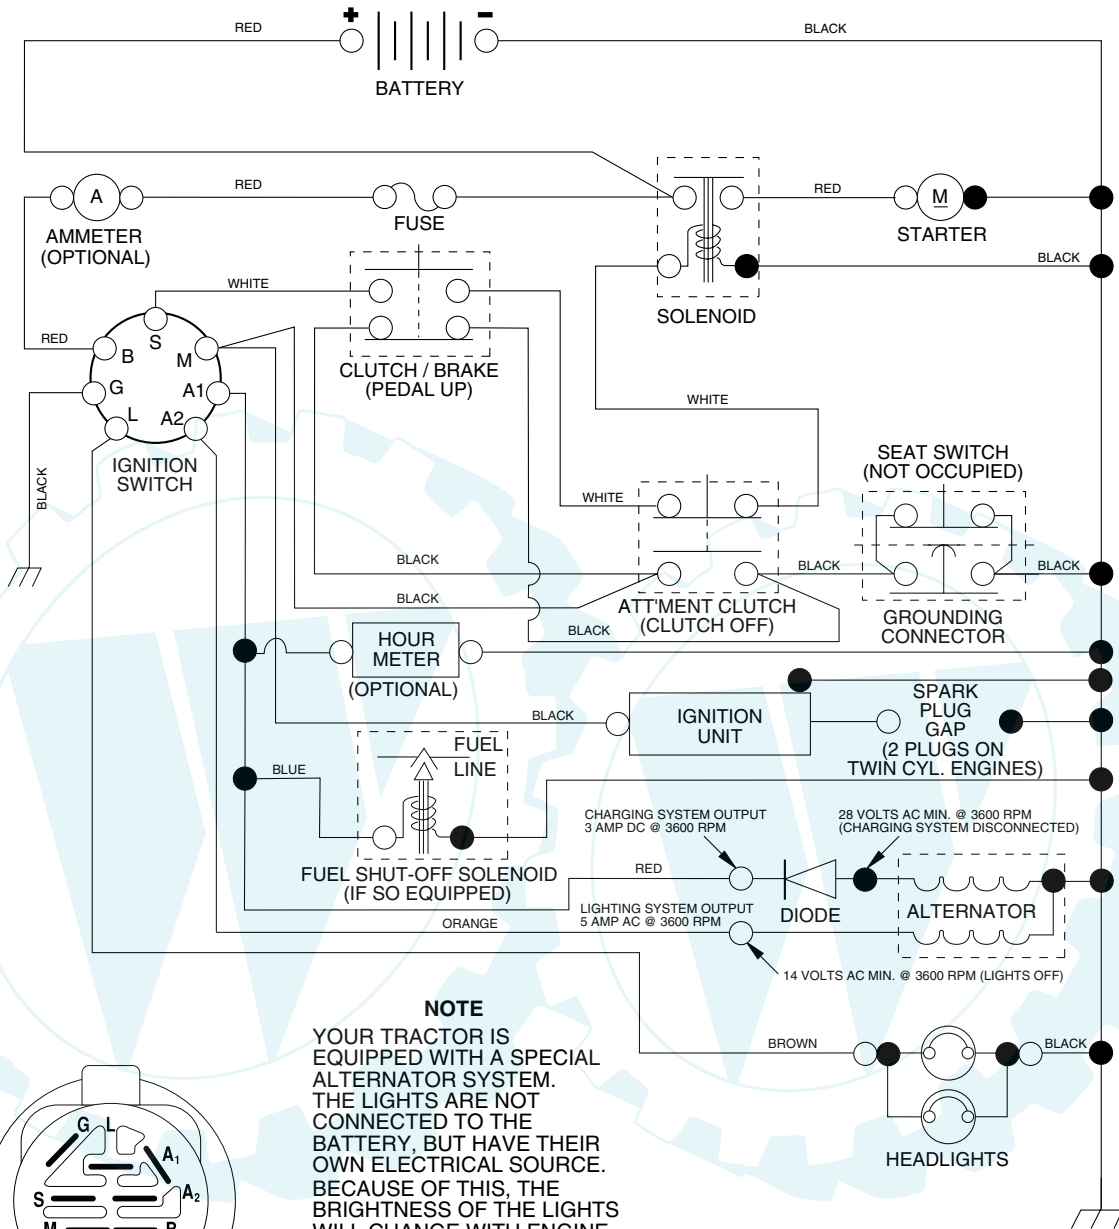 + -
RED
BLACK
BATTERY
RED
RED
A
M
FUSE
AMMETER
(OPTIONAL)
STARTER
BLACK
WHITE
SOLENOID
RED
S
B
M
CLUTCH / BRAKE
(PEDAL UP)
G
A1
L
A2
WHITE
IGNITION
SWITCH
BLACK
SEAT SWITCH
(NOT OCCUPIED)
WHITE
BLACK
BLACK
BLACK
BLACK
ATT'MENT CLUTCH
(CLUTCH OFF)
GROUNDING
CONNECTOR
BLACK
HOUR
METER
(OPTIONAL)
BLACK
IGNITION
UNIT
SPARK
PLUG
GAP
(2 PLUGS ON
TWIN CYL. ENGINES)
FUEL
LINE
BLUE
CHARGING SYSTEM OUTPUT
3 AMP DC @ 3600 RPM
28 VOLTS AC MIN. @ 3600 RPM
(CHARGING SYSTEM DISCONNECTED)
FUEL SHUT-OFF SOLENOID
(IF SO EQUIPPED)
RED
DIODE
ALTERNATOR
LIGHTING SYSTEM OUTPUT
5 AMP AC @ 3600 RPM
ORANGE
14 VOLTS AC MIN. @ 3600 RPM (LIGHTS OFF)
NOTE
YOUR TRACTOR IS
EQUIPPED WITH A SPECIAL
ALTERNATOR SYSTEM.
THE LIGHTS ARE NOT
CONNECTED TO THE
BATTERY, BUT HAVE THEIR
OWN ELECTRICAL SOURCE.
BECAUSE OF THIS, THE
BRIGHTNESS OF THE LIGHTS
WILL CHANGE WITH ENGINE
BROWN
BLACK
HEADLIGHTS
G L
A1
A2
S
M B